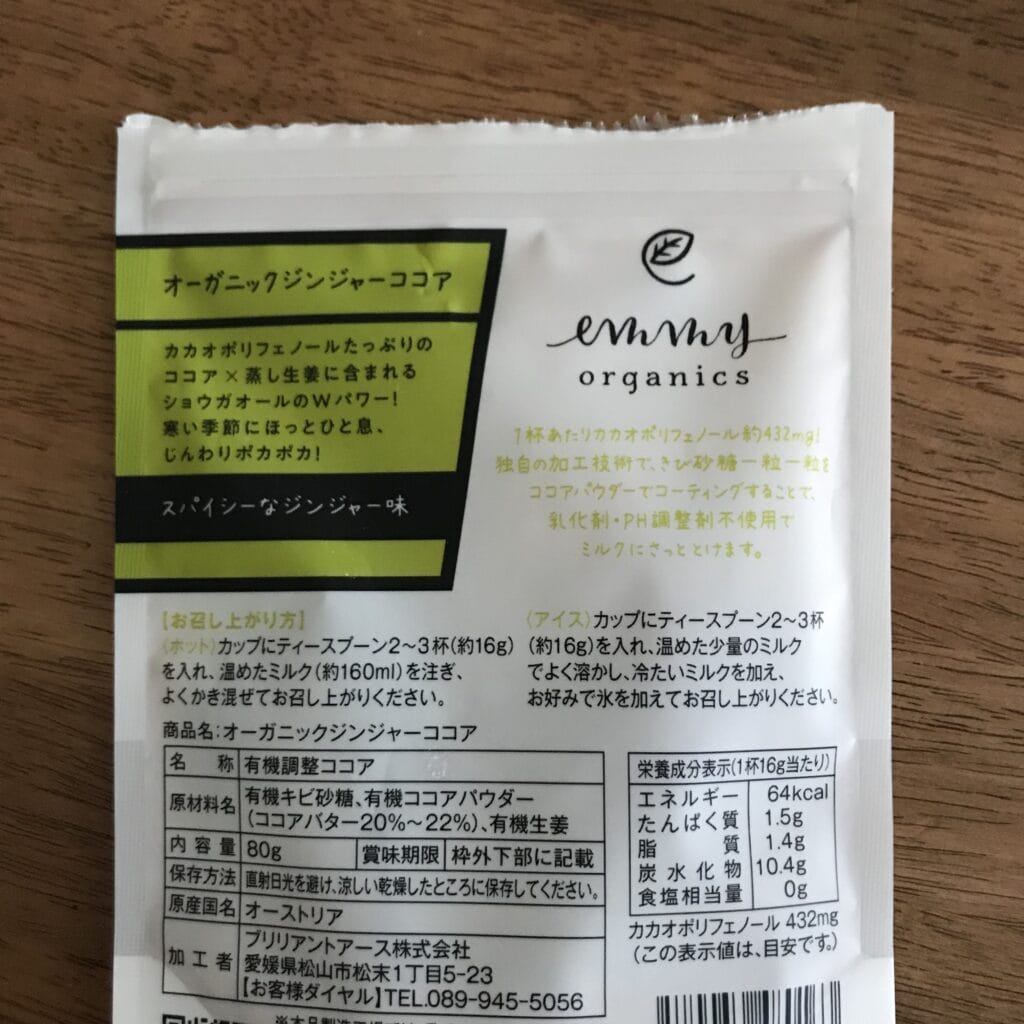 オーガニックジンジャーココア
カカオポリフェノールたっぷりの
ココア×蒸し生姜に含まれる
ショウガオールのWパワー!
寒い季節にほっとひと息、
じんわりポカポカ!
スパイシーなジンジャー味
emmy
organics
1杯あたりカカオポリフェノール約432mg!
独自の加工技術で、きび砂糖一粒一粒を
ココアパウダーでコーティングすることで、
乳化剤・PH調整剤不使用で
ミルクにさっととけます。
【お召し上がり方】
〈ホット〉カップにティースプーン2〜3杯(約16g)
を入れ、温めたミルク(約160ml)を注ぎ、
よくかき混ぜてお召し上がりください。
〈アイス〉カップにティースプーン2〜3杯
(約16g)を入れ、温めた少量のミルク
でよく溶かし、冷たいミルクを加え、
お好みで氷を加えてお召し上がりください。
商品名:オーガニックジンジャーココア
名称 有機調整ココア
原材料名 有機キビ砂糖、有機ココアパウダー
(ココアバター20%〜22%)、有機生姜
内容量 80g 賞味期限 枠外下部に記載
保存方法 直射日光を避け、涼しい乾燥したところに保存してください。
原産国名 オーストリア
加工者 ブリリアントアース株式会社
愛媛県松山市松末1丁目5-23
【お客様ダイヤル】TEL.089-945-5056
栄養成分表示(1杯16g当たり)
エネルギー 64kcal
たんぱく質 1.5g
脂質 1.4g
炭水化物 10.4g
食塩相当量 0g
カカオポリフェノール 432mg
(この表示値は、目安です。)